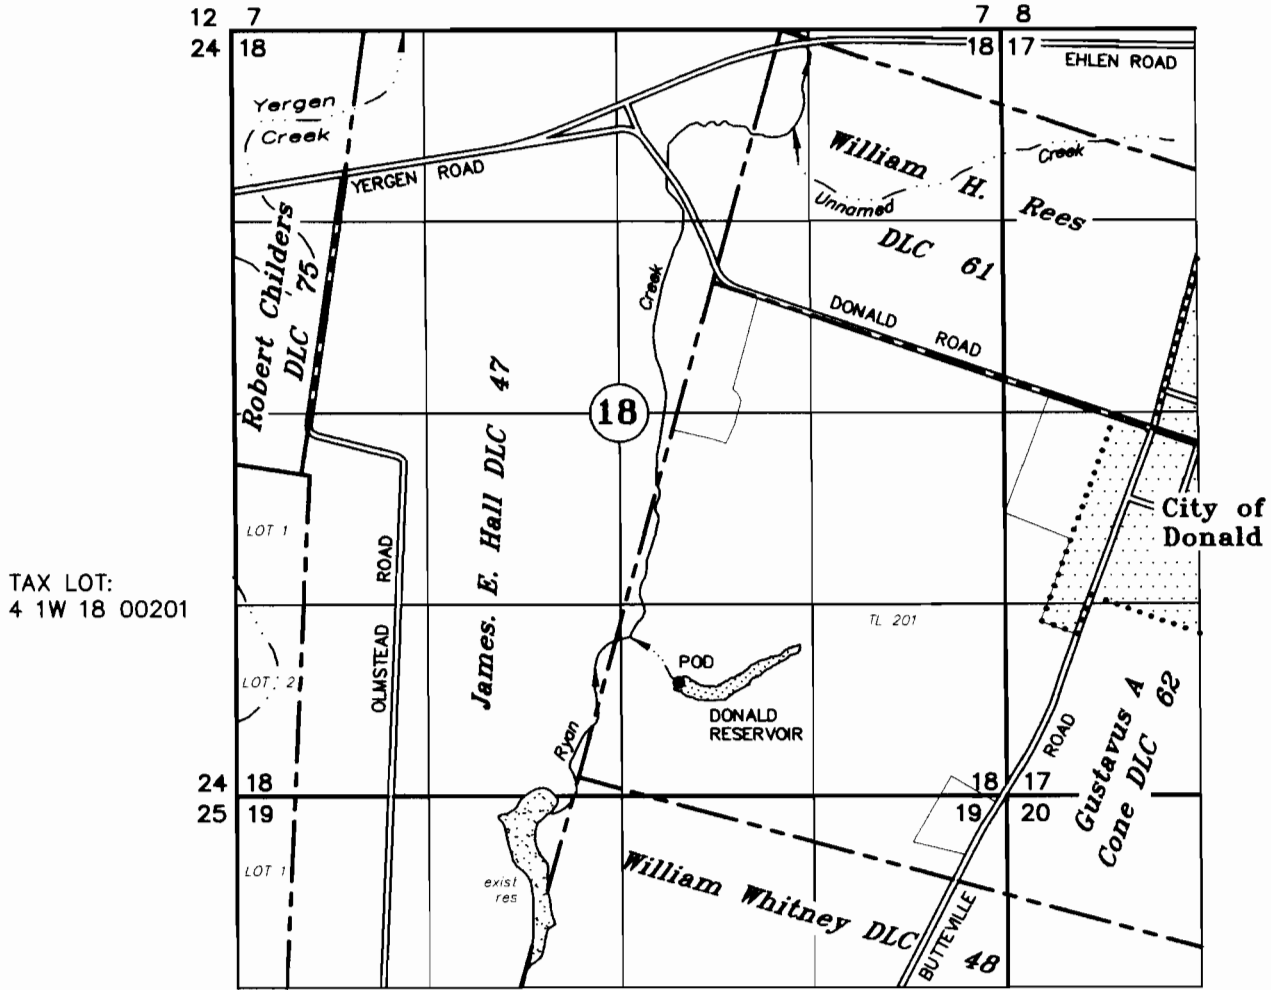 12 7
7 8
24 18
18 17
EHLEN ROAD
Yergen
Creek
YERGEN ROAD
William H. Rees
DLC 61
Creek
Unnamed
Robert Childers
DLC 75
Creek
DONALD ROAD
James. E. Hall DLC 47
18
City of
Donald
LOT 1
TAX LOT:
4 1W 18 00201
OLMSTEAD ROAD
TL 201
LOT 2
POD
DONALD
RESERVOIR
Ryan
Gustavus A
Cone DLC 62
24 18
18 17
25 19
19 20
LOT 1
exist
res
William Whitney DLC 48
BUTTEVILLE ROAD